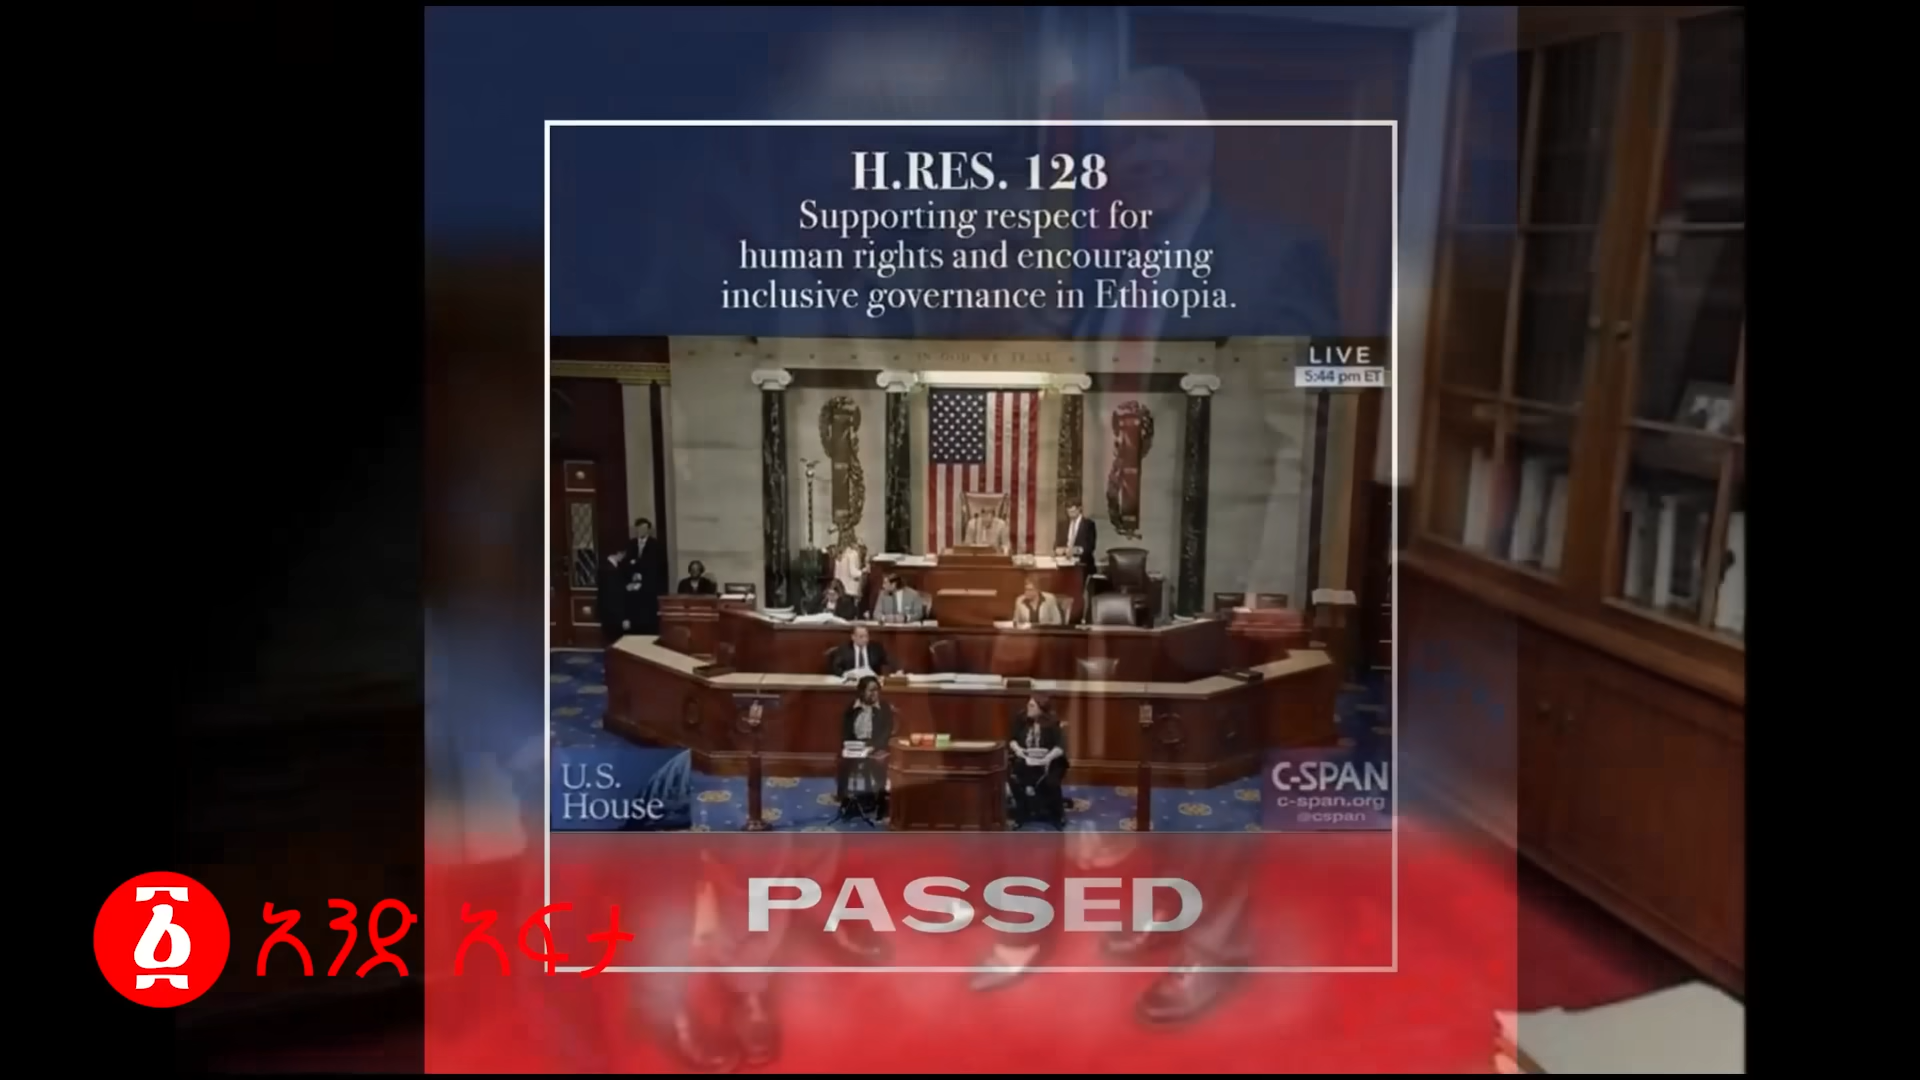 H.RES. 128
Supporting respect for
human rights and encouraging
inclusive governance in Ethiopia.
IN GOD WE TRUST
LIVE
5:44 pm ET
U.S.
House
C-SPAN
c-span.org
@cspan
PASSED
፩ አንድ አፍታ